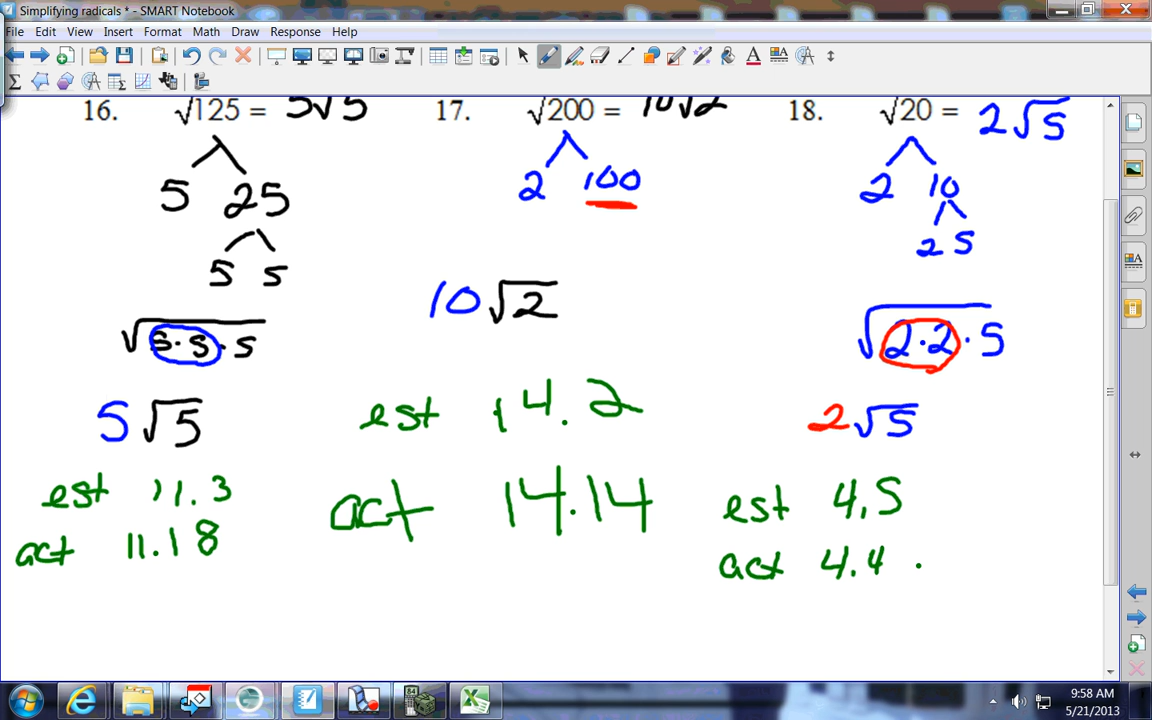 Simplifying radicals * - SMART Notebook
File Edit View Insert Format Math Draw Response Help
16. √125 = 5√5 17. √200 = 10√2 18. √20 = 2√5
5 25 2 100 2 10
5 5 2 5
√5·5·5 10√2 √2·2·5
5√5 est 14.2 2√5
est 11.3 act 14.14 est 4.5
act 11.18 act 4.4
9:58 AM
5/21/2013